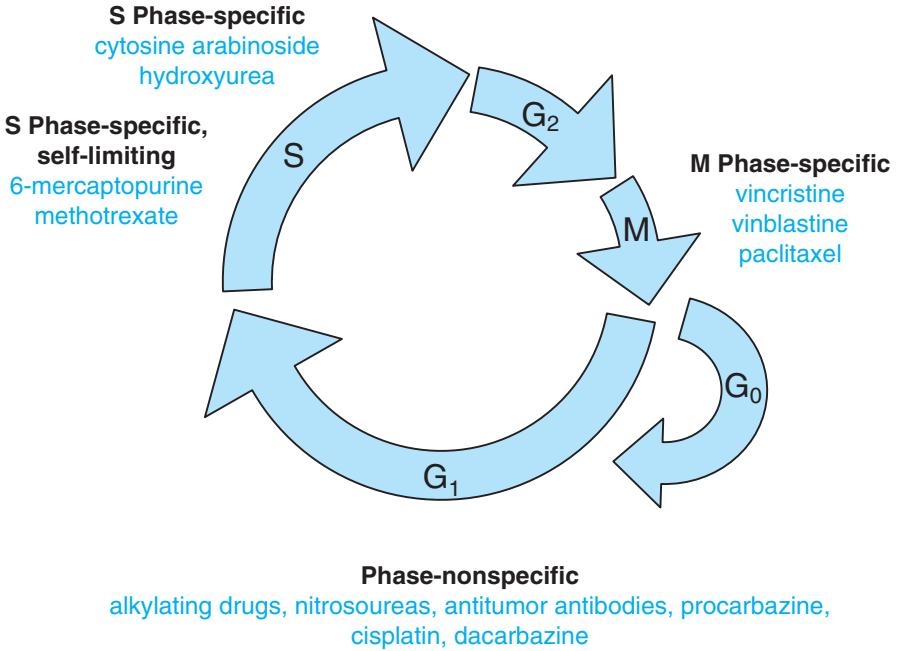 S Phase-specific
cytosine arabinoside
hydroxyurea
S Phase-specific,
self-limiting
6-mercaptopurine
methotrexate
S
G₂
M Phase-specific
vincristine
vinblastine
paclitaxel
M
G₀
G₁
Phase-nonspecific
alkylating drugs, nitrosoureas, antitumor antibodies, procarbazine,
cisplatin, dacarbazine